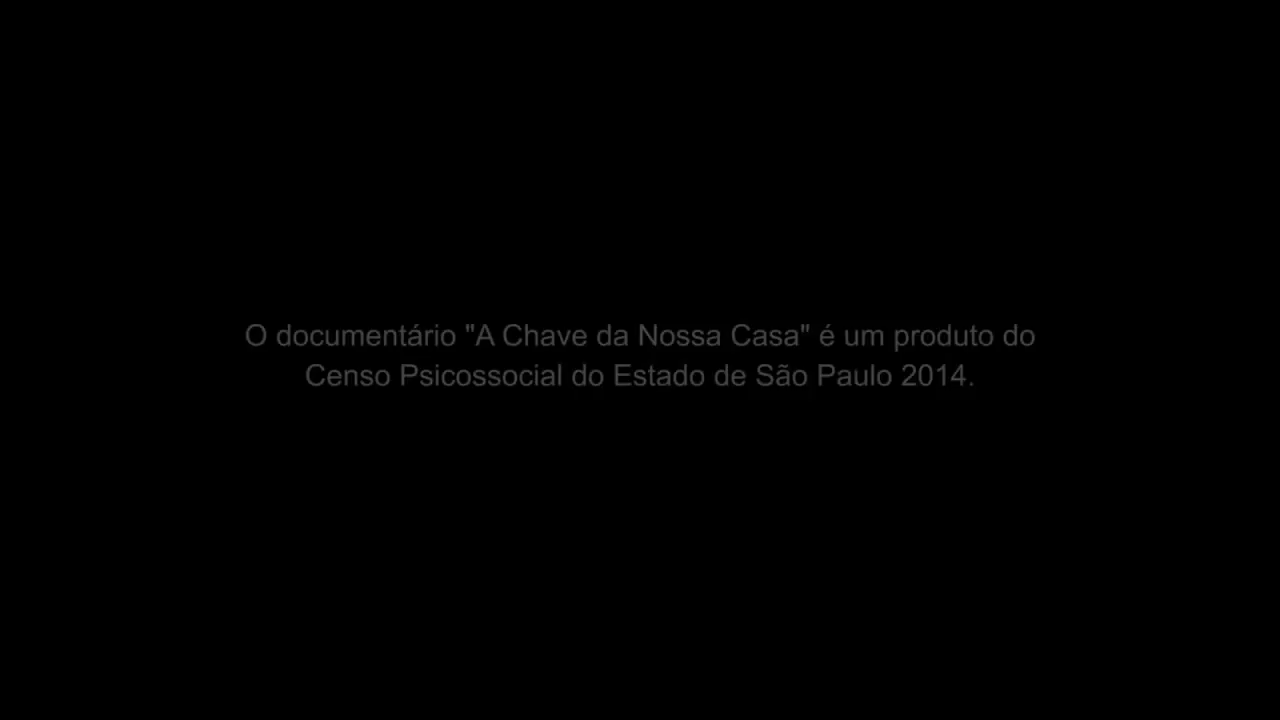 O documentário "A Chave da Nossa Casa" é um produto do
Censo Psicossocial do Estado de São Paulo 2014.